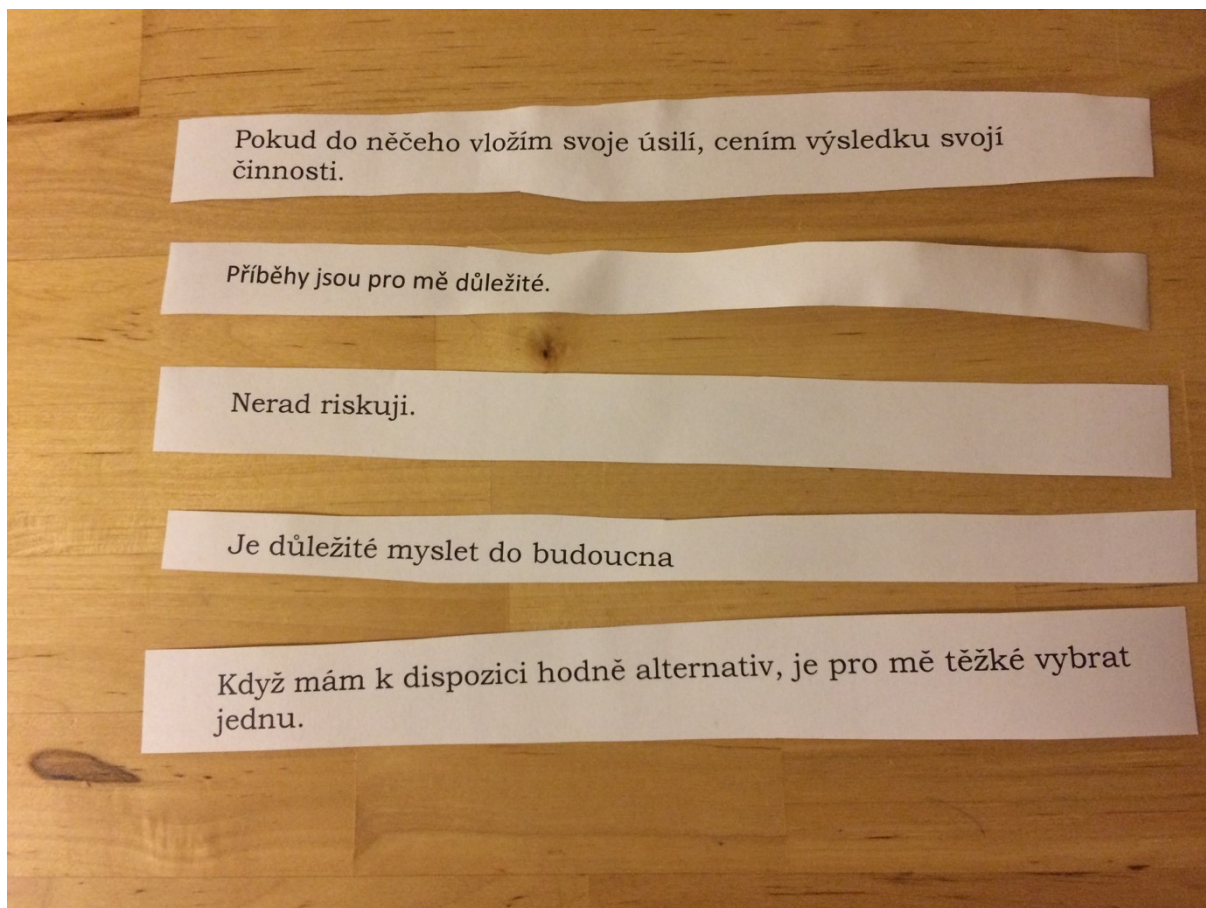 Pokud do něčeho vložím svoje úsilí, cením výsledku svojí
činnosti.
Příběhy jsou pro mě důležité.
Nerad riskuji.
Je důležité myslet do budoucna
Když mám k dispozici hodně alternativ, je pro mě těžké vybrat
jednu.